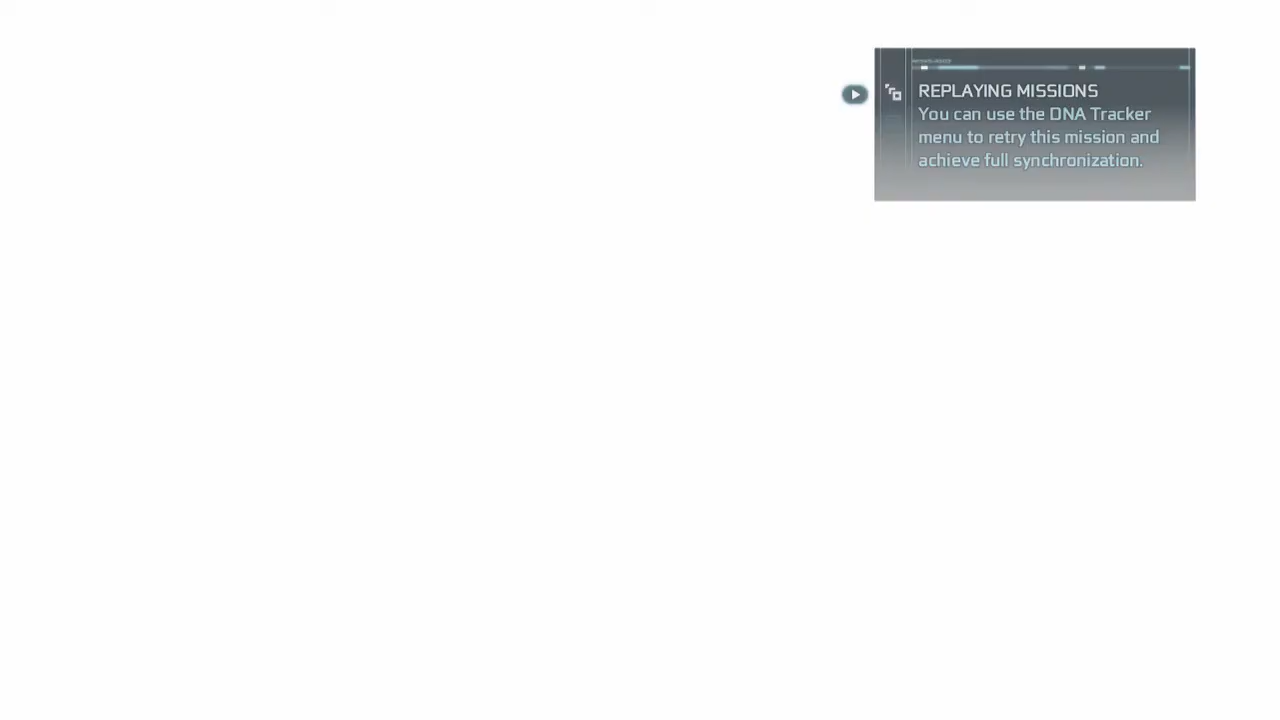 REPLAYING MISSIONS
You can use the DNA Tracker
menu to retry this mission and
achieve full synchronization.